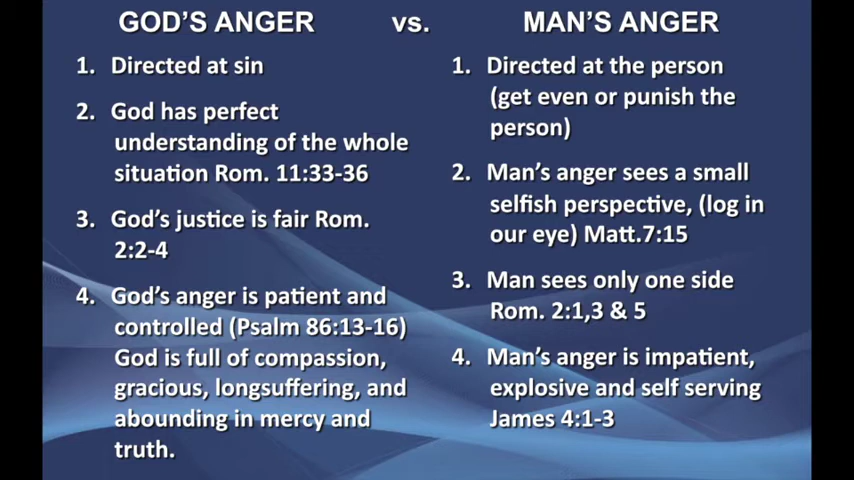 GOD'S ANGER vs. MAN'S ANGER
1. Directed at sin
2. God has perfect
understanding of the whole
situation Rom. 11:33-36
3. God's justice is fair Rom.
2:2-4
4. God's anger is patient and
controlled (Psalm 86:13-16)
God is full of compassion,
gracious, longsuffering, and
abounding in mercy and
truth.
1. Directed at the person
(get even or punish the
person)
2. Man's anger sees a small
selfish perspective, (log in
our eye) Matt.7:15
3. Man sees only one side
Rom. 2:1,3 & 5
4. Man's anger is impatient,
explosive and self serving
James 4:1-3